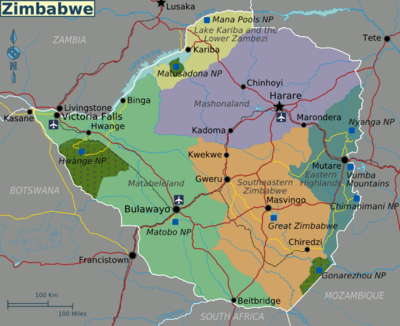 Zimbabwe
Lusaka
Mana Pools NP
Lake Kariba and the
Lower Zambezi
ZAMBIA
Tete
Kariba
Matusadona NP
Chinhoyi
Binga
Mashonaland
Harare
Livingstone
Victoria Falls
Kasane
Hwange
Marondera
Nyanga NP
Kadoma
Hwange NP
Kwekwe
Mutare
Eastern
Highlands
Vumba
Mountains
Gweru
Southeastern
Zimbabwe
Matabeleland
BOTSWANA
Chimanimani NP
Bulawayo
Masvingo
Matobo NP
Great Zimbabwe
Chiredzi
Francistown
Gonarezhou NP
100 Km
100 Miles
Beitbridge
MOZAMBIQUE
SOUTH AFRICA